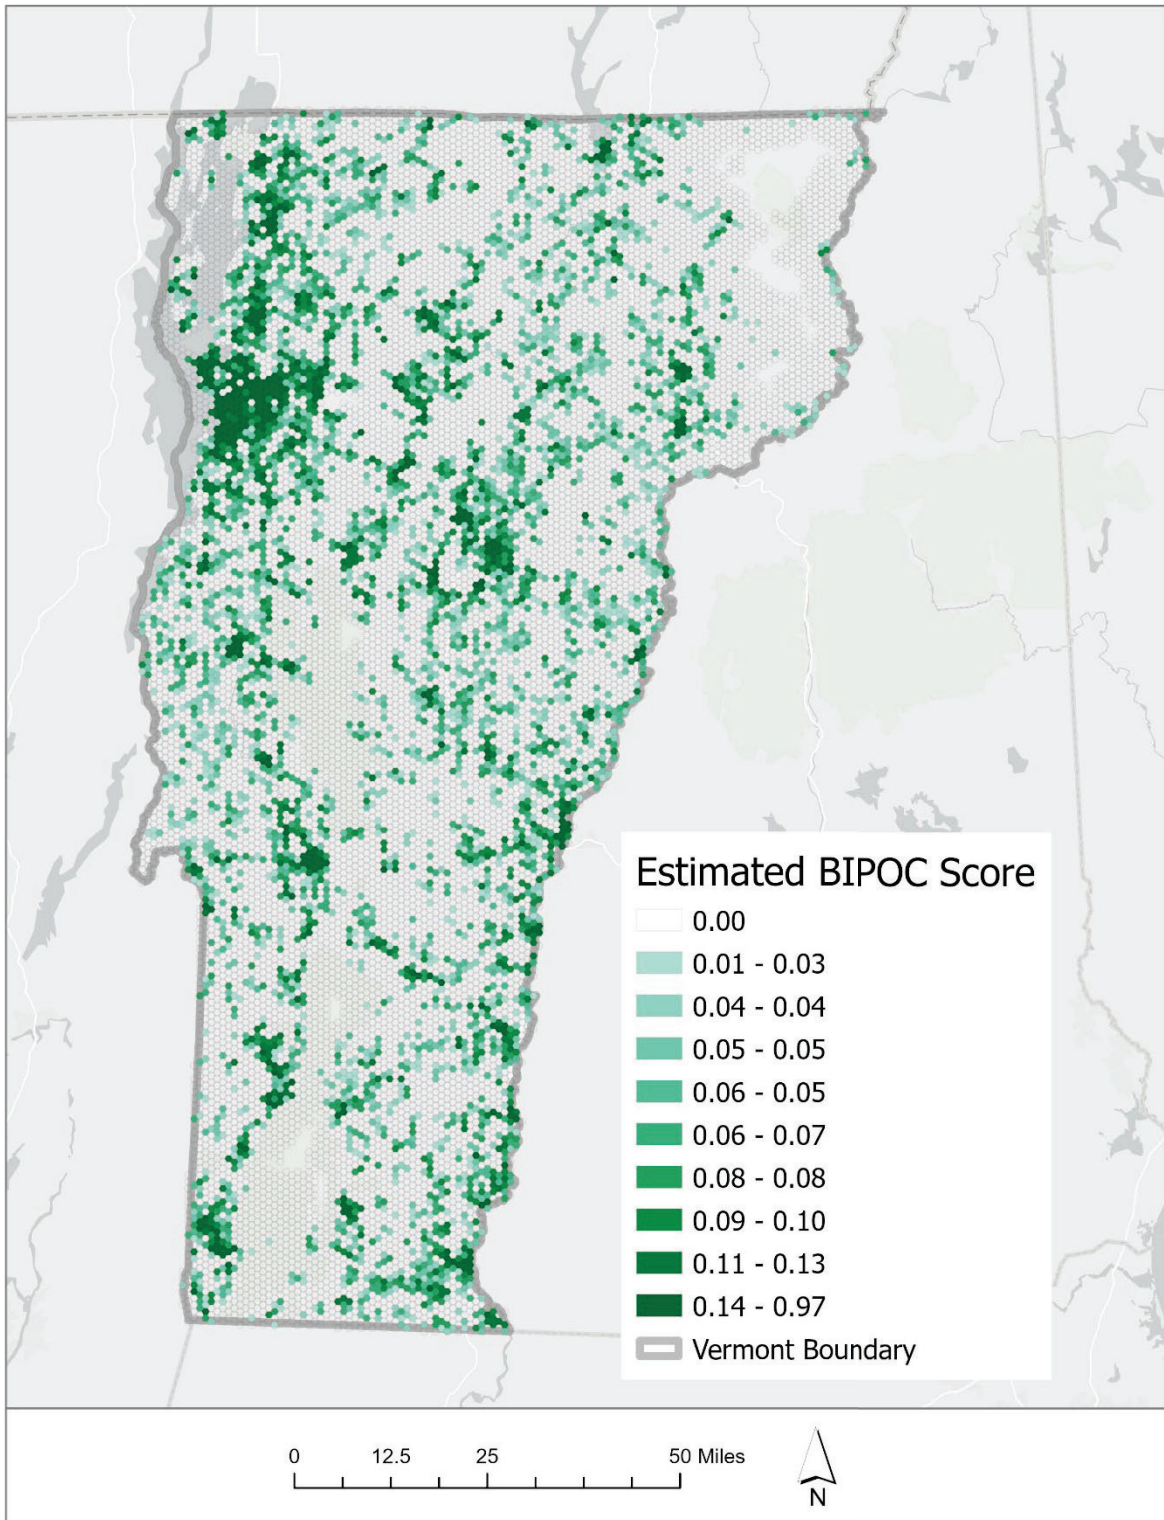 Estimated BIPOC Score
0.00
0.01 - 0.03
0.04 - 0.04
0.05 - 0.05
0.06 - 0.05
0.06 - 0.07
0.08 - 0.08
0.09 - 0.10
0.11 - 0.13
0.14 - 0.97
Vermont Boundary
0 12.5 25 50 Miles
N